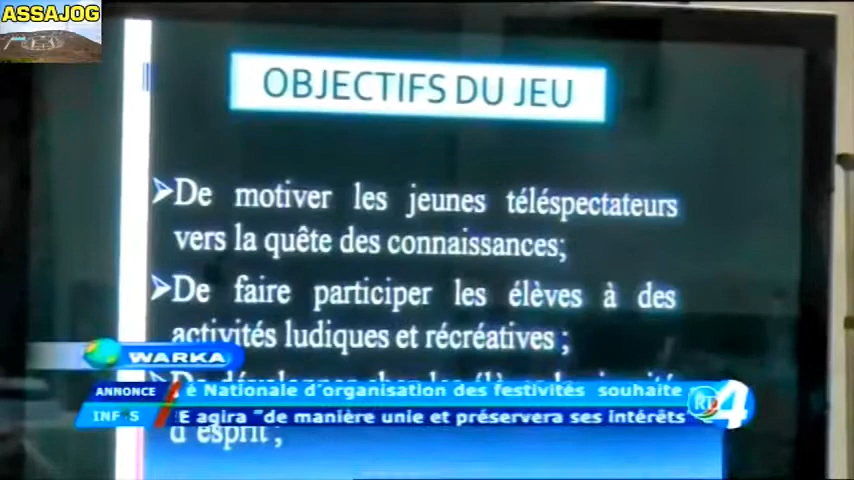 ASSAJOG
OBJECTIFS DU JEU
➢De motiver les jeunes téléspectateurs
vers la quête des connaissances;
➢De faire participer les élèves à des
activités ludiques et récréatives ;
WARKA
ANNONCE
é Nationale d'organisation des festivités souhaite
INF S
E agira "de manière unie et préservera ses intérêts
RT 4
d'esprit ;